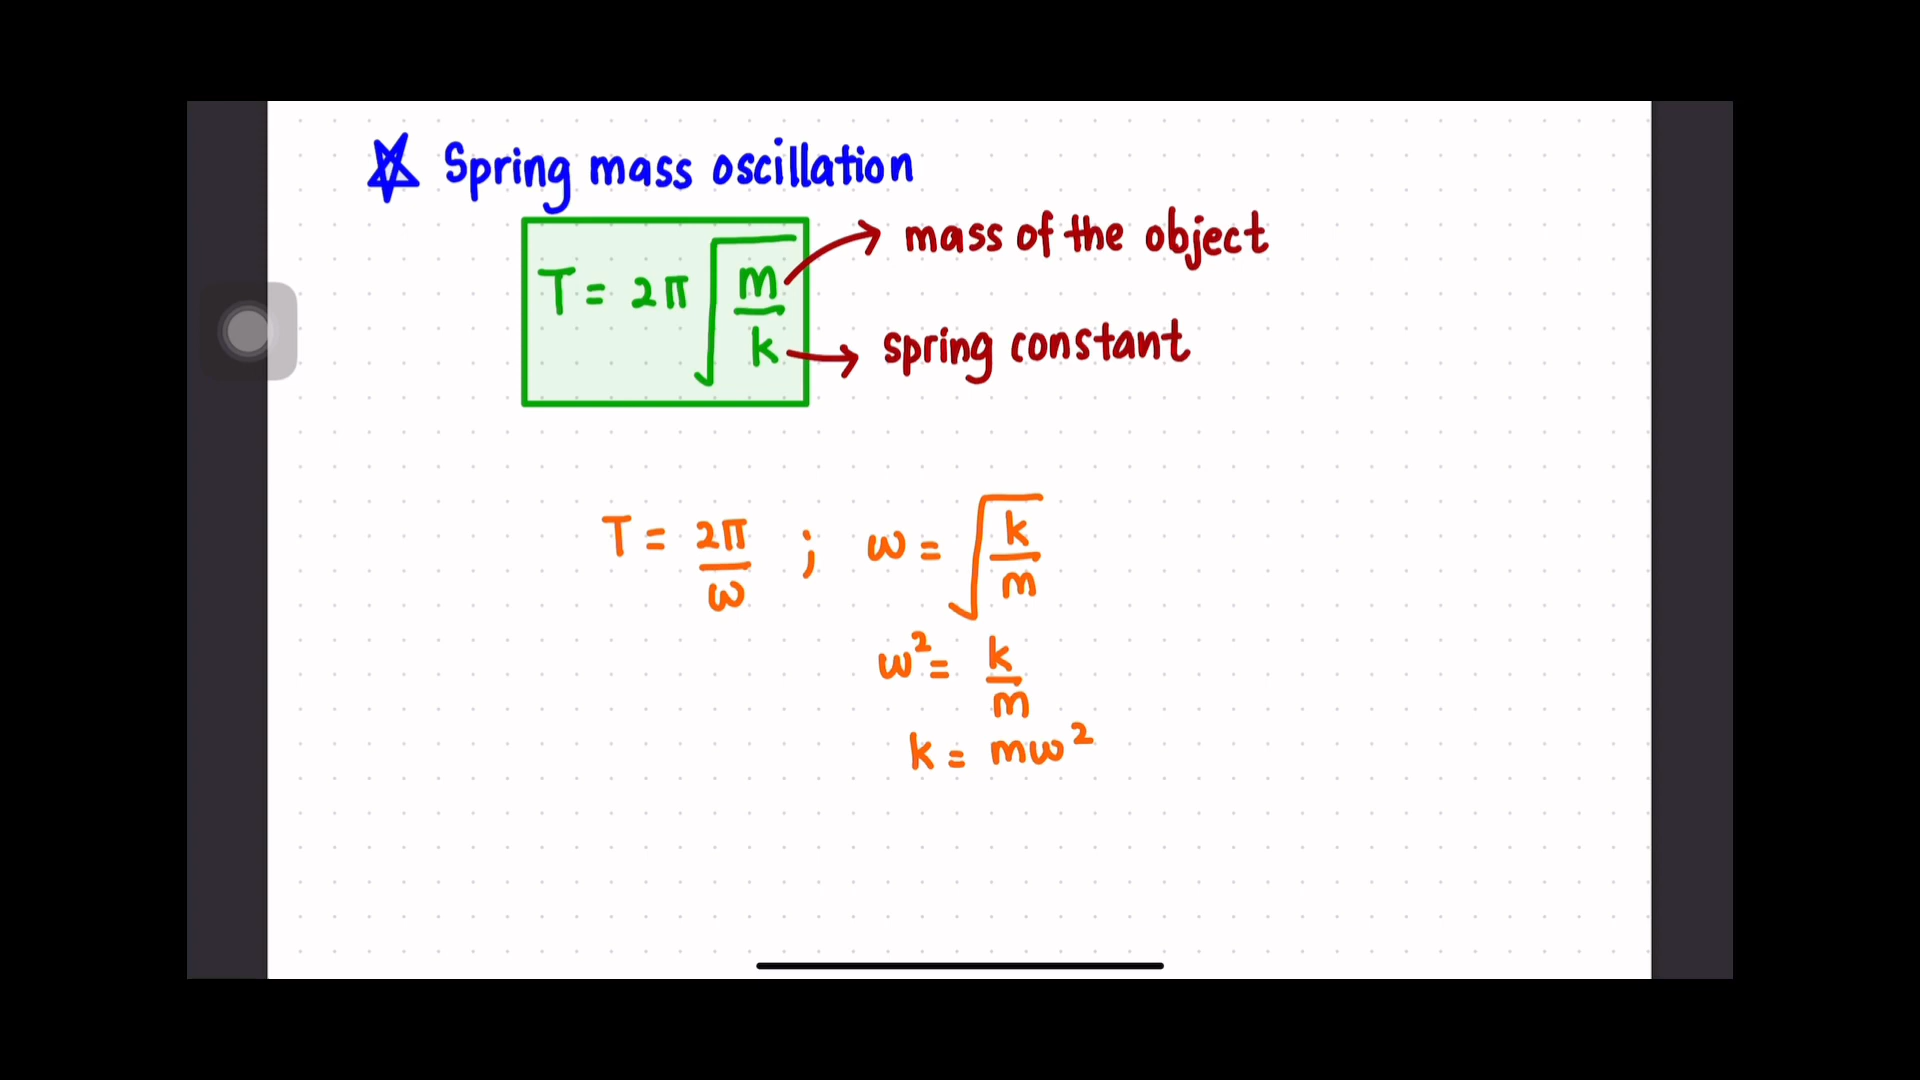 ☆ Spring mass oscillation
T = 2π √(m/k)
mass of the object
spring constant
T = 2π/ω ; ω = √(k/m)
ω² = k/m
k = mω²